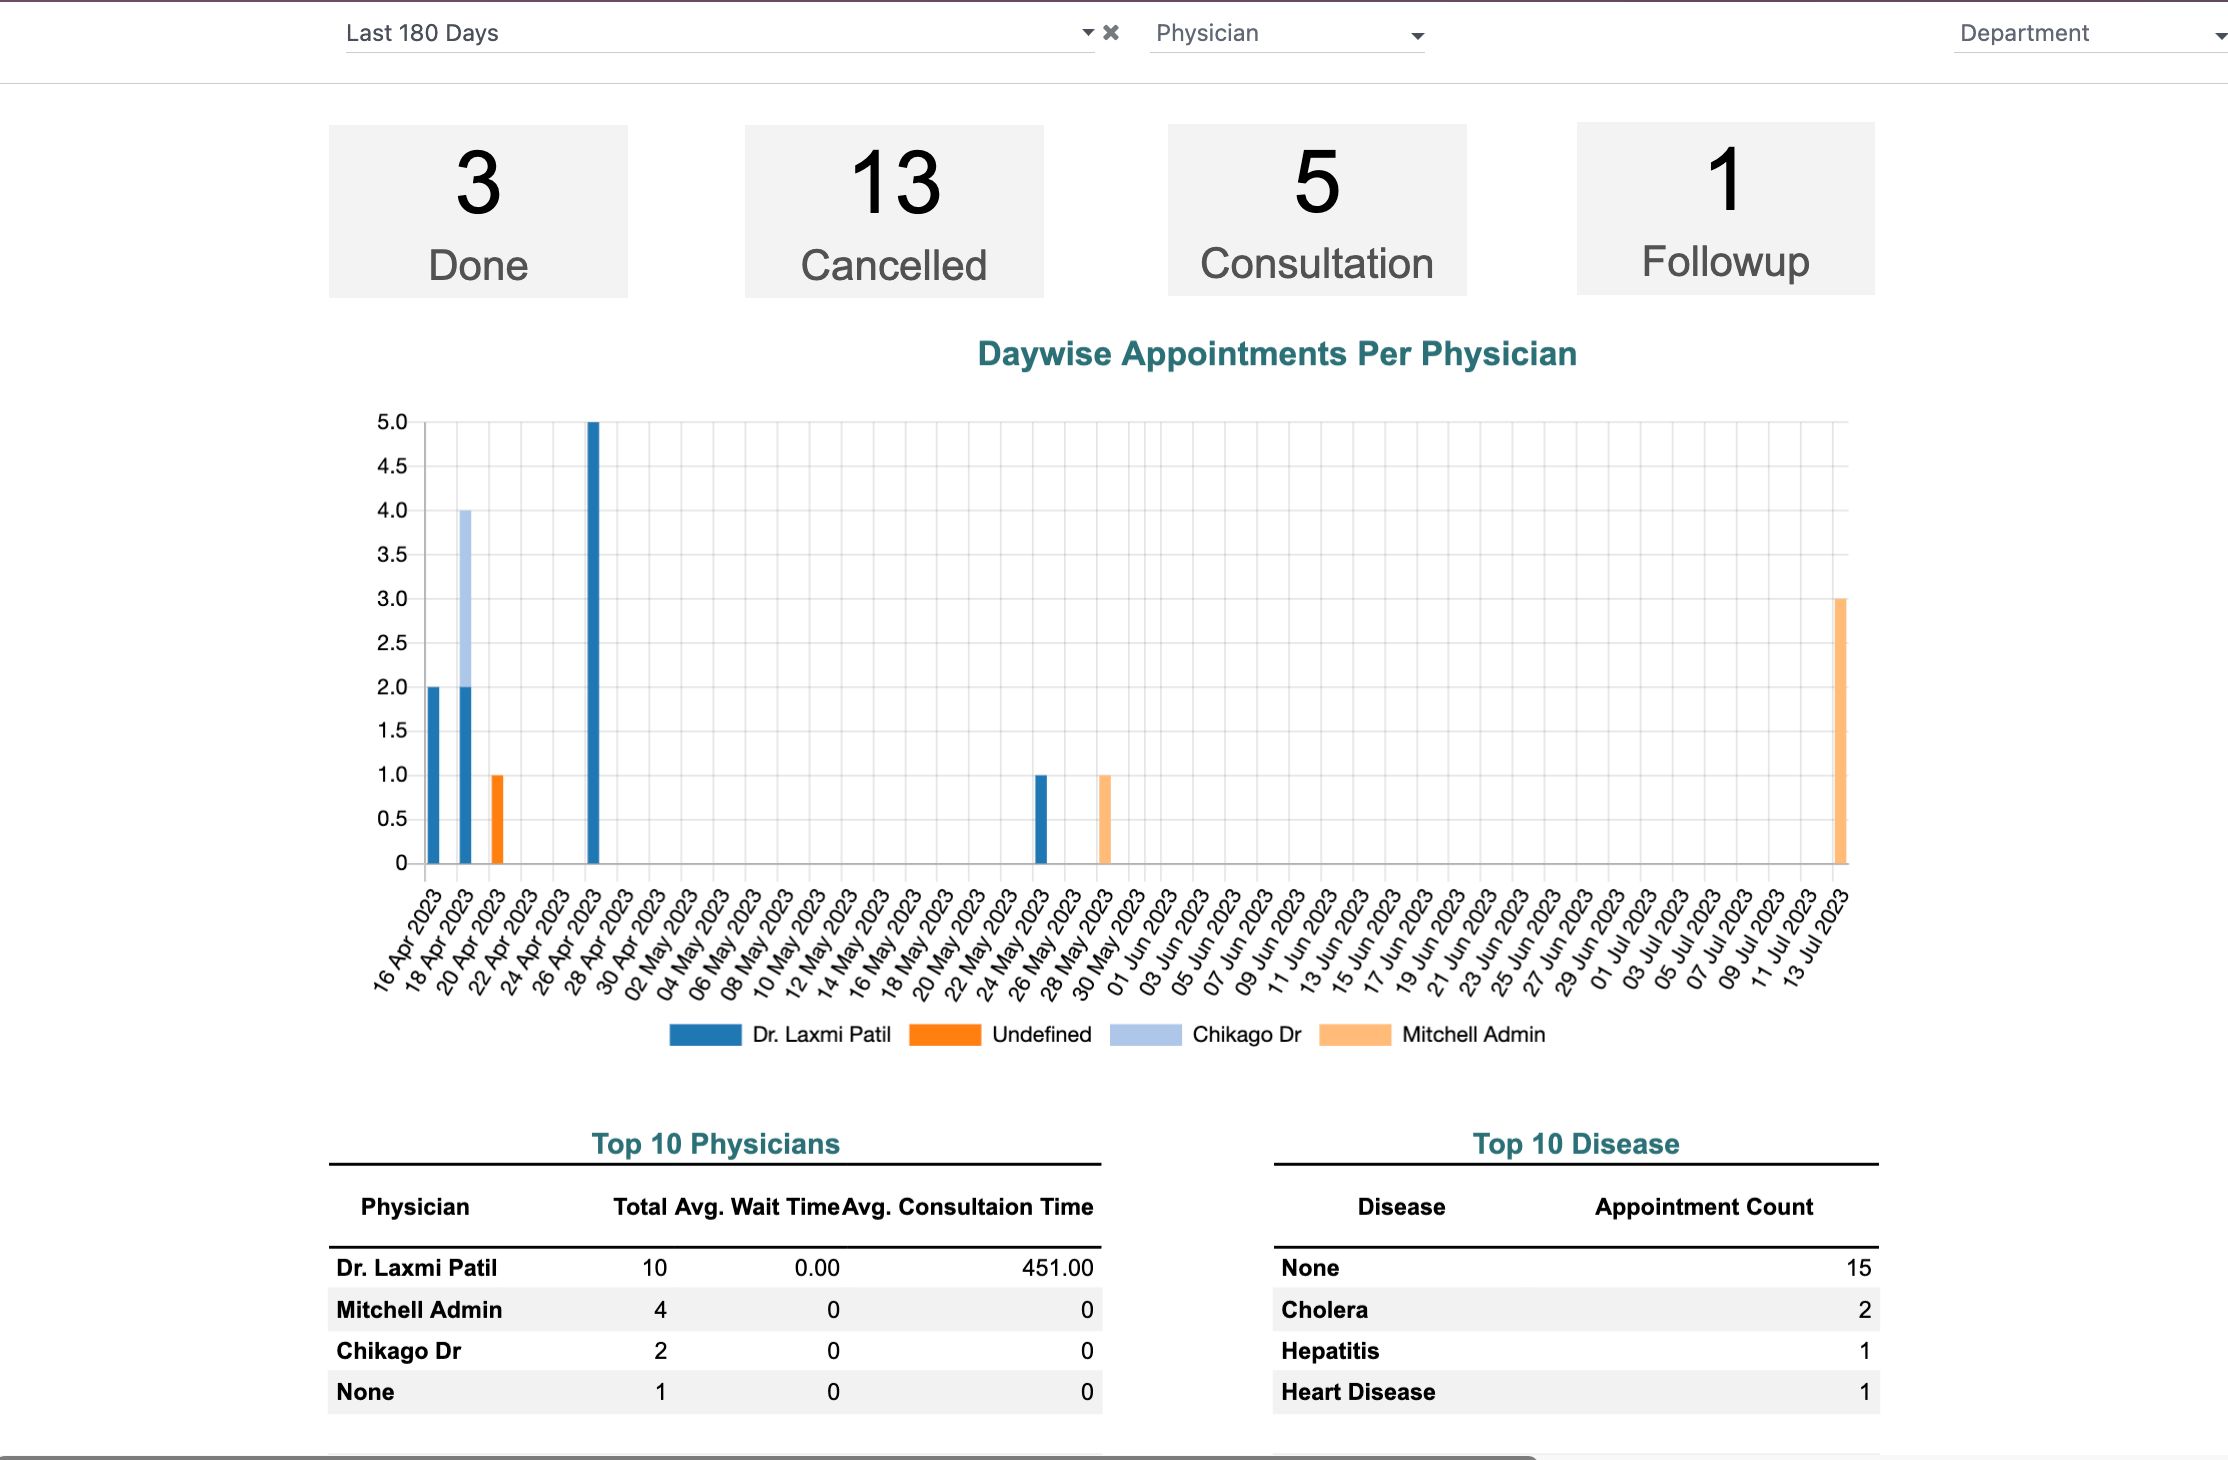 Last 180 Days
Physician
Department
3
Done
13
Cancelled
5
Consultation
1
Followup
Daywise Appointments Per Physician
5.0
4.5
4.0
3.5
3.0
2.5
2.0
1.5
1.0
0.5
0
16 Apr 2023
18 Apr 2023
20 Apr 2023
22 Apr 2023
24 Apr 2023
26 Apr 2023
28 Apr 2023
30 Apr 2023
02 May 2023
04 May 2023
06 May 2023
08 May 2023
10 May 2023
12 May 2023
14 May 2023
16 May 2023
18 May 2023
20 May 2023
22 May 2023
24 May 2023
26 May 2023
28 May 2023
30 May 2023
01 Jun 2023
03 Jun 2023
05 Jun 2023
07 Jun 2023
09 Jun 2023
11 Jun 2023
13 Jun 2023
15 Jun 2023
17 Jun 2023
19 Jun 2023
21 Jun 2023
23 Jun 2023
25 Jun 2023
27 Jun 2023
29 Jun 2023
01 Jul 2023
03 Jul 2023
05 Jul 2023
07 Jul 2023
09 Jul 2023
11 Jul 2023
13 Jul 2023
Dr. Laxmi Patil Undefined Chikago Dr Mitchell Admin
Top 10 Physicians
Physician Total Avg. Wait Time Avg. Consultaion Time
Dr. Laxmi Patil 10 0.00 451.00
Mitchell Admin 4 0 0
Chikago Dr 2 0 0
None 1 0 0
Top 10 Disease
Disease Appointment Count
None 15
Cholera 2
Hepatitis 1
Heart Disease 1